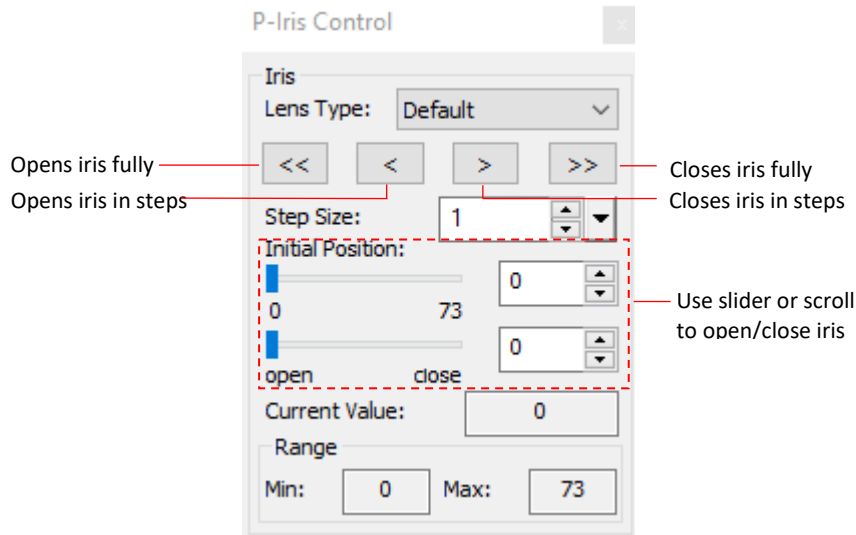 P-Iris Control
x
Iris
Lens Type: Default
Opens iris fully << < > >> Closes iris fully
Opens iris in steps Closes iris in steps
Step Size: 1
Initial Position:
0
0 73
Use slider or scroll
to open/close iris
0
open close
Current Value: 0
Range
Min: 0 Max: 73